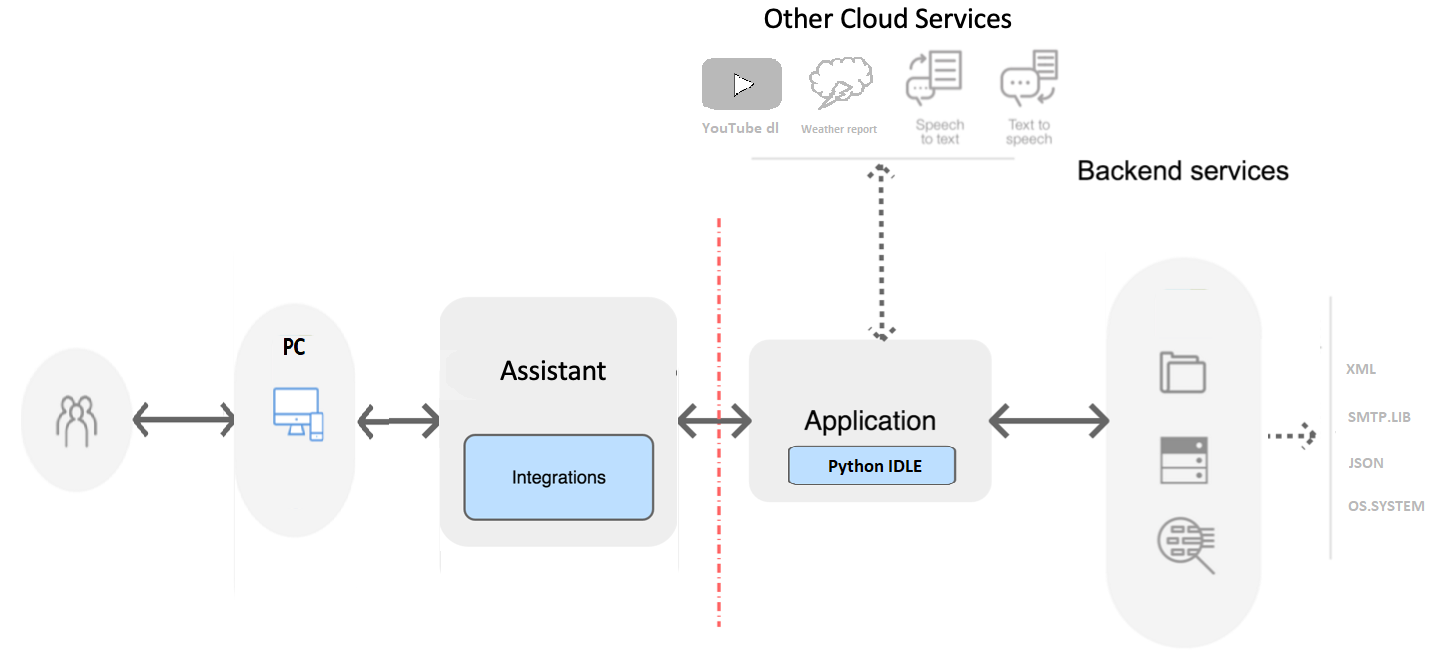 Other Cloud Services
YouTube dl
Weather report
Speech
to text
Text to
speech
Backend services
PC
Assistant
Integrations
Application
Python IDLE
XML
SMTP.LIB
JSON
OS.SYSTEM